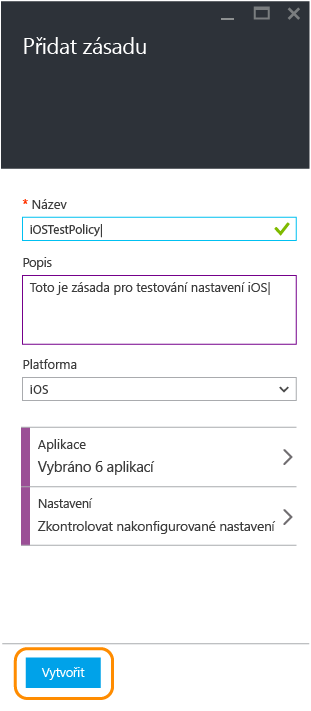 Přidat zásadu
* Název
iOSTestPolicy
Popis
Toto je zásada pro testování nastavení iOS
Platforma
iOS
Aplikace
Vybráno 6 aplikací
Nastavení
Zkontrolovat nakonfigurované nastavení
Vytvořit